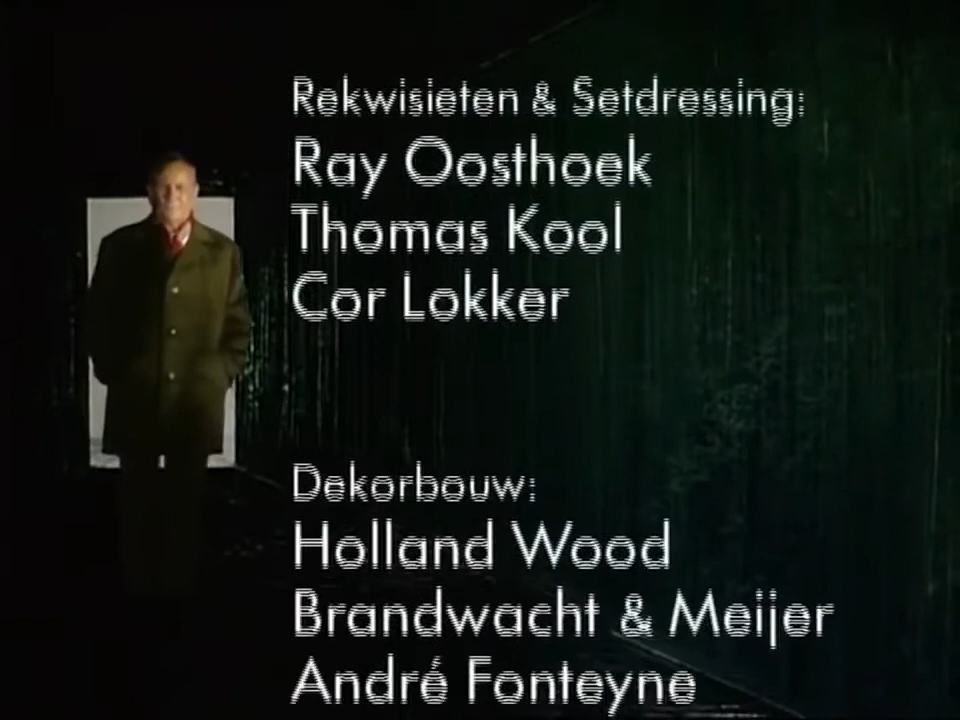 Rekwisieten & Setdressing:
Ray Oosthoek
Thomas Kool
Cor Lokker
Dekorbouw:
Holland Wood
Brandwacht & Meijer
André Fonteyne